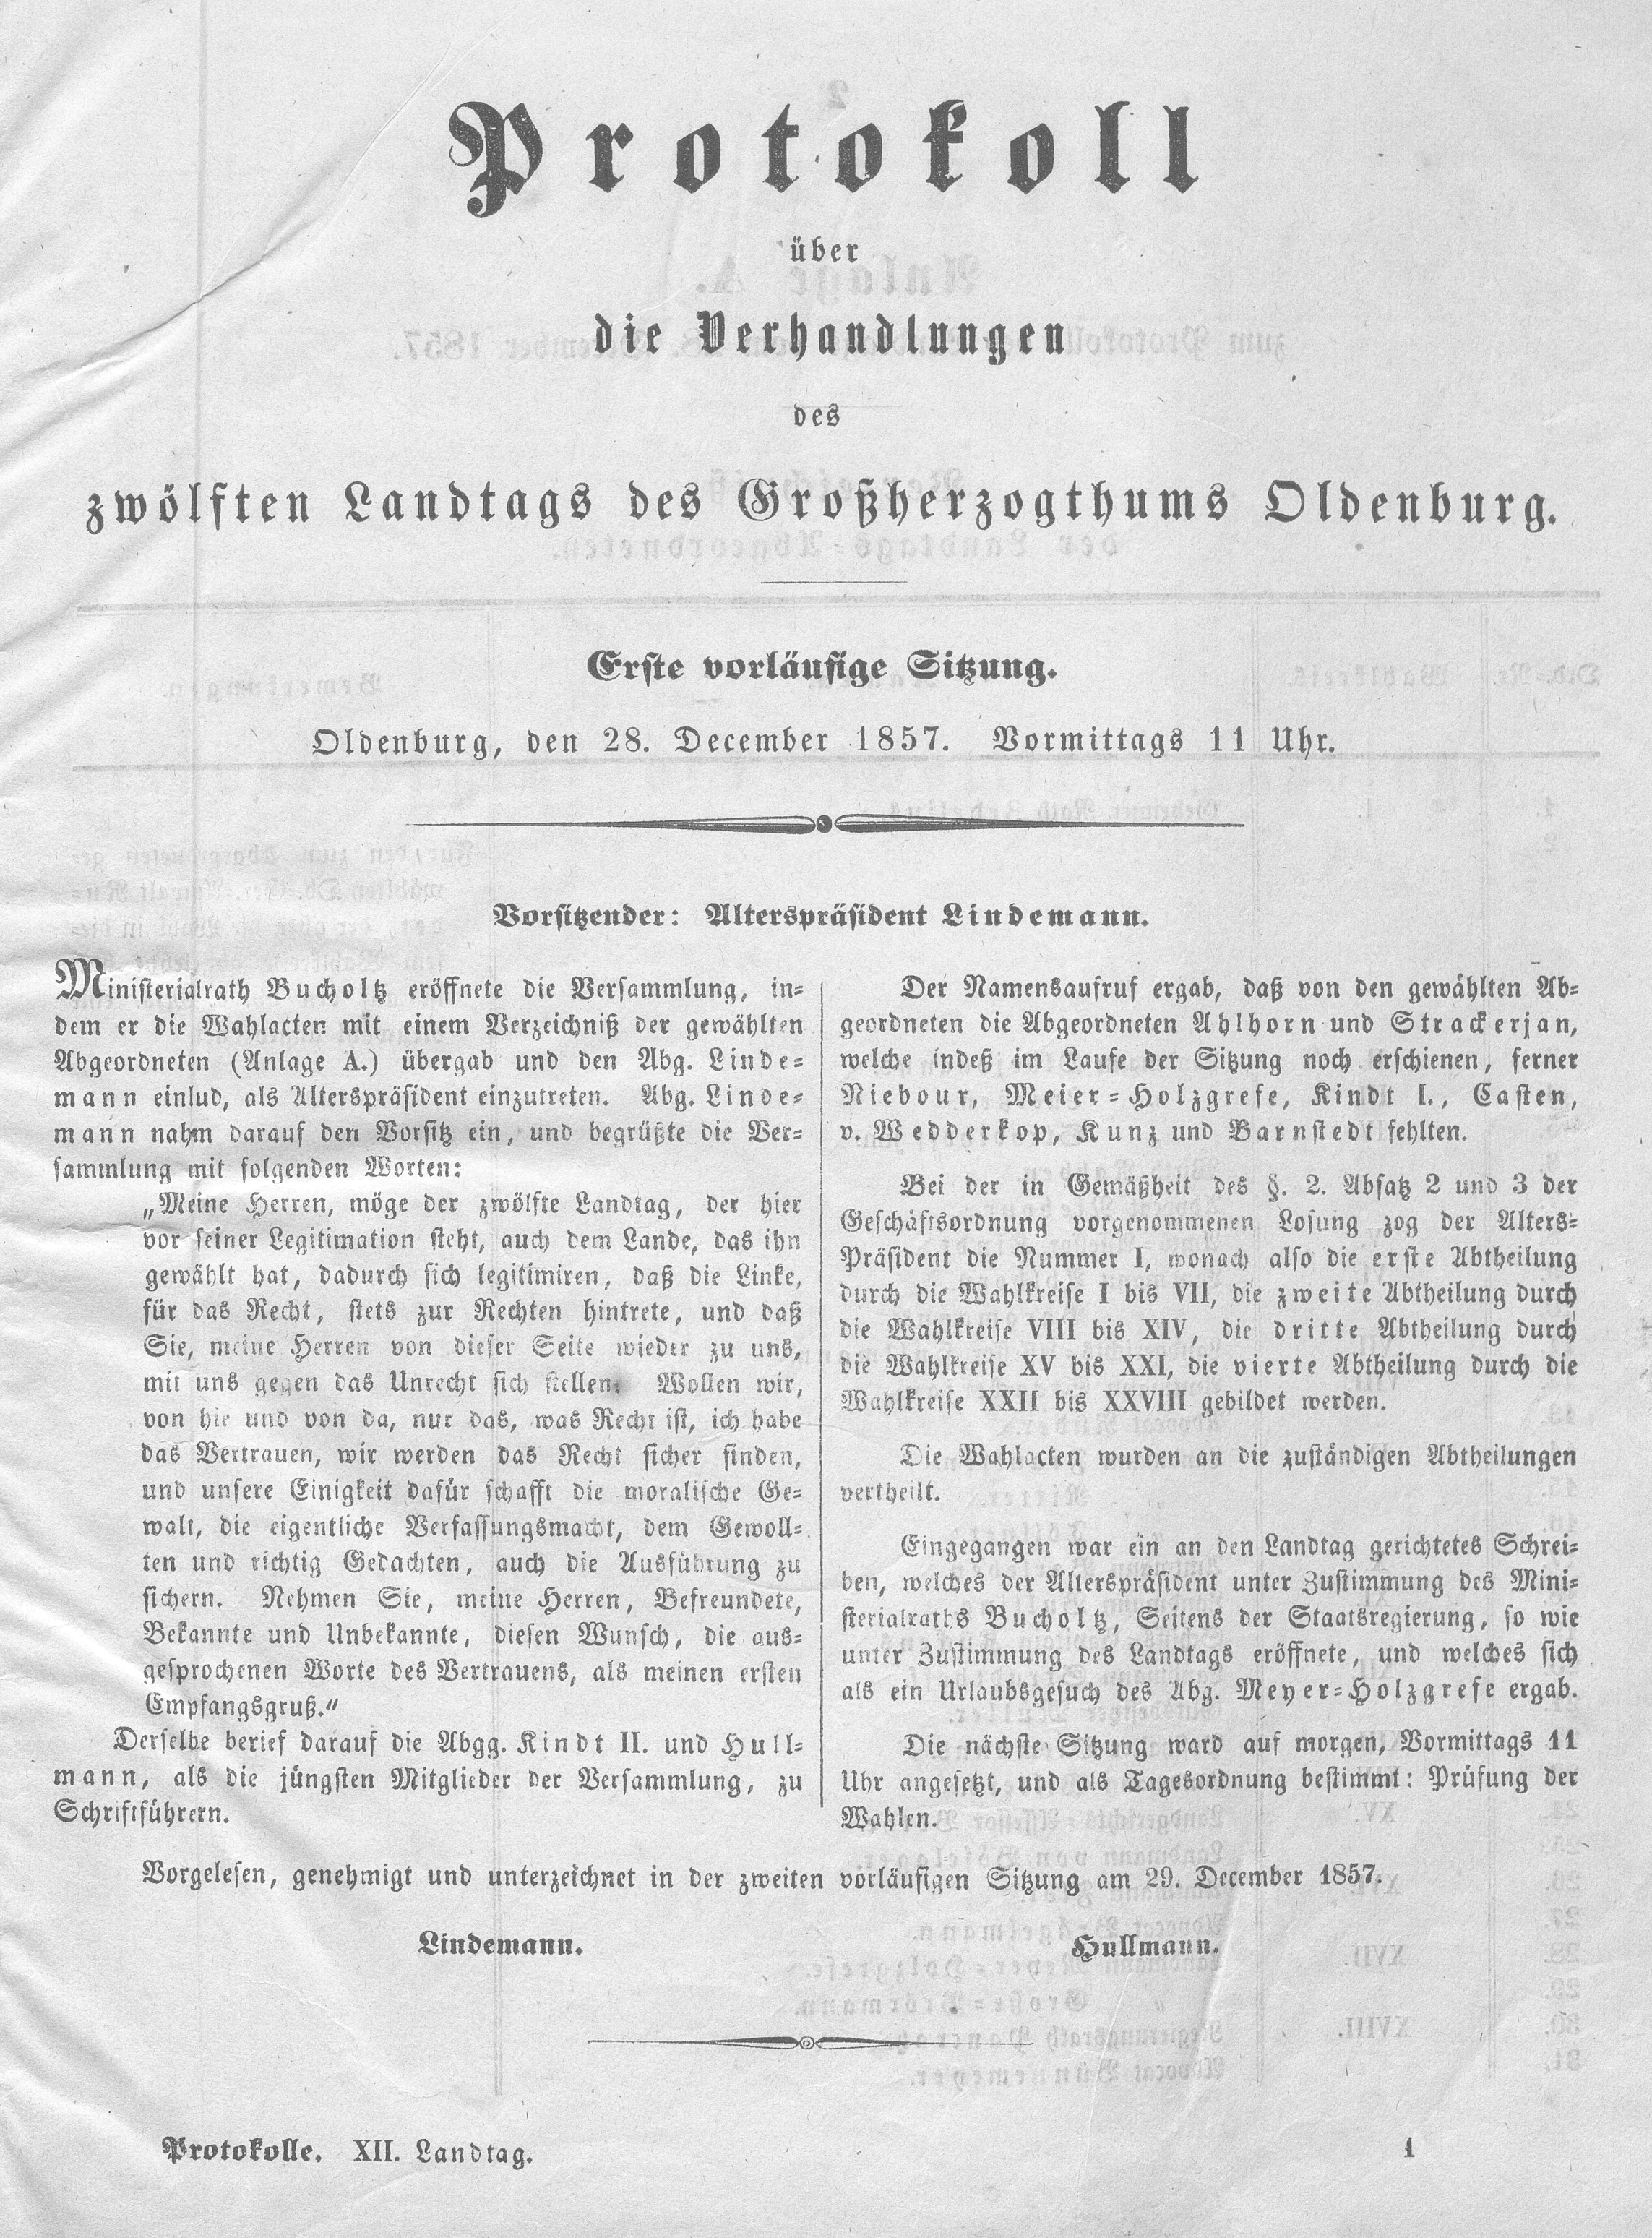 Protokoll
über
die Verhandlungen
des
zwölften Landtags des Großherzogthums Oldenburg.
Erste vorläufige Sitzung.
Oldenburg, den 28. December 1857. Vormittags 11 Uhr.
Vorsitzender: Alterspräsident Lindemann.
Ministerialrath Bucholtz eröffnete die Versammlung, in-
dem er die Wahlacten mit einem Verzeichniß der gewählten
Abgeordneten (Anlage A.) übergab und den Abg. Linde-
mann einlud, als Alterspräsident einzutreten. Abg. Linde-
mann nahm darauf den Vorsitz ein, und begrüßte die Ver-
sammlung mit folgenden Worten:
„Meine Herren, möge der zwölfte Landtag, der hier
vor seiner Legitimation steht, auch dem Lande, das ihn
gewählt hat, dadurch sich legitimiren, daß die Linke,
für das Recht, stets zur Rechten hintrete, und daß
Sie, meine Herren von dieser Seite wieder zu uns,
mit uns gegen das Unrecht sich stellen. Wollen wir,
von hie und von da, nur das, was Recht ist, ich habe
das Vertrauen, wir werden das Recht sicher finden,
und unsere Einigkeit dafür schafft die moralische Ge-
walt, die eigentliche Verfassungsmacht, dem Gewoll-
ten und richtig Gedachten, auch die Ausführung zu
sichern. Nehmen Sie, meine Herren, Befreundete,
Bekannte und Unbekannte, diesen Wunsch, die aus-
gesprochenen Worte des Vertrauens, als meinen ersten
Empfangsgruß.“
Derselbe berief darauf die Abgg. Kindt II. und Hull-
mann, als die jüngsten Mitglieder der Versammlung, zu
Schriftführern.
Der Namensaufruf ergab, daß von den gewählten Ab-
geordneten die Abgeordneten Ahlhorn und Strackerjan,
welche indeß im Laufe der Sitzung noch erschienen, ferner
Niebour, Meier-Holzgrefe, Kindt I., Casten,
v. Wedderkop, Kunz und Barnstedt fehlten.
Bei der in Gemäßheit des §. 2. Absatz 2 und 3 der
Geschäftsordnung vorgenommenen Losung zog der Alters-
Präsident die Nummer I, wonach also die erste Abtheilung
durch die Wahlkreise I bis VII, die zweite Abtheilung durch
die Wahlkreise VIII bis XIV, die dritte Abtheilung durch
die Wahlkreise XV bis XXI, die vierte Abtheilung durch die
Wahlkreise XXII bis XXVIII gebildet werden.
Die Wahlacten wurden an die zuständigen Abtheilungen
vertheilt.
Eingegangen war ein an den Landtag gerichtetes Schrei-
ben, welches der Alterspräsident unter Zustimmung des Mini-
sterialraths Bucholtz, Seitens der Staatsregierung, so wie
unter Zustimmung des Landtags eröffnete, und welches sich
als ein Urlaubsgesuch des Abg. Meyer-Holzgrefe ergab.
Die nächste Sitzung ward auf morgen, Vormittags 11
Uhr angesetzt, und als Tagesordnung bestimmt: Prüfung der
Wahlen.
Vorgelesen, genehmigt und unterzeichnet in der zweiten vorläufigen Sitzung am 29. December 1857.
Lindemann. Hullmann.
Protokolle. XII. Landtag. 1